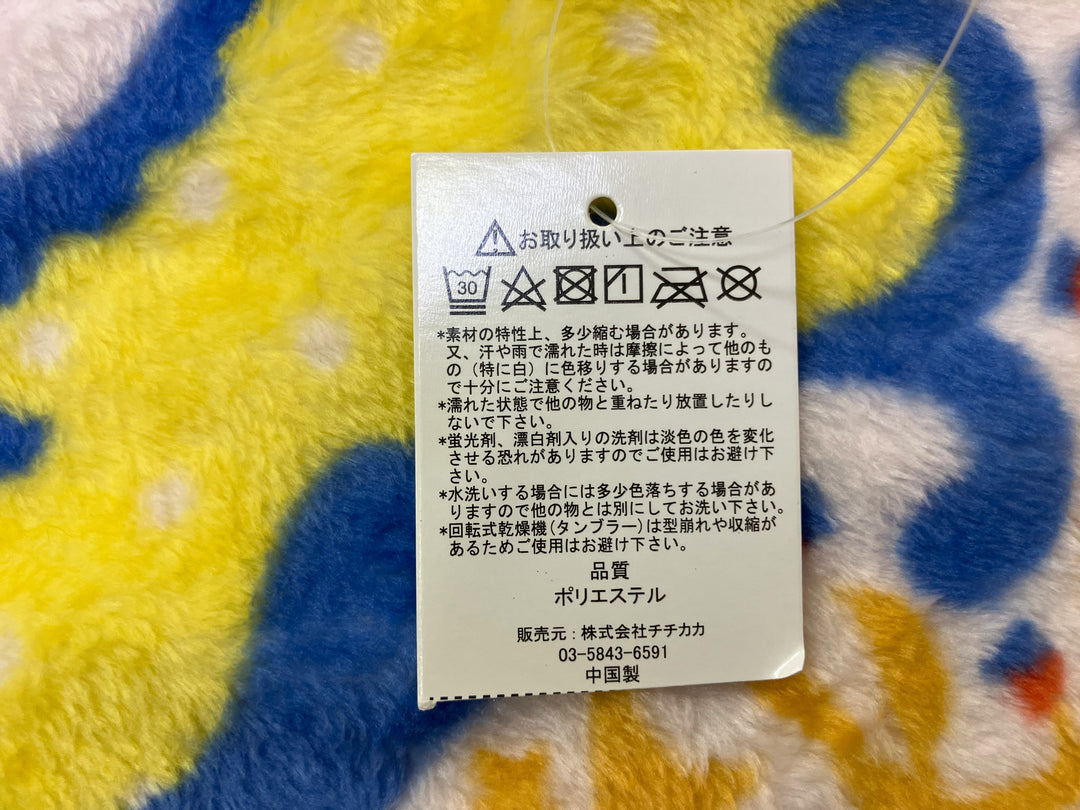 お取り扱い上のご注意
30
*素材の特性上、多少縮む場合があります。
又、汗や雨で濡れた時は摩擦によって他のも
の（特に白）に色移りする場合がありますの
で十分にご注意ください。
*濡れた状態で他の物と重ねたり放置したりし
ないで下さい。
*蛍光剤、漂白剤入りの洗剤は淡色の色を変化
させる恐れがありますのでご使用はお避け下
さい。
*水洗いする場合には多少色落ちする場合があ
りますので他の物とは別にしてお洗い下さい。
*回転式乾燥機(タンブラー)は型崩れや収縮が
あるためご使用はお避け下さい。
品質
ポリエステル
販売元：株式会社チチカカ
03-5843-6591
中国製